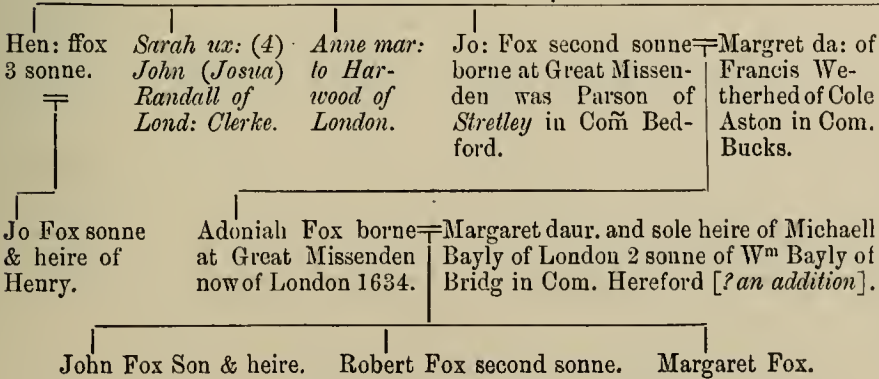 Hen: ffox
3 sonne.
Sarah ux: (4)
John (Josua)
Randall of
Lond: Clerke.
Anne mar:
to Har-
wood of
London.
Jo: Fox second sonne
borne at Great Missen-
den was Parson of
Stretley in Com̃ Bed-
ford.
Margret da: of
Francis We-
therhed of Cole
Aston in Com.
Bucks.
Jo Fox sonne
& heire of
Henry.
Adoniah Fox borne
at Great Missenden
now of London 1634.
Margaret daur. and sole heire of Michaell
Bayly of London 2 sonne of Wm Bayly of
Bridg in Com. Hereford [? an addition].
John Fox Son & heire.
Robert Fox second sonne.
Margaret Fox.